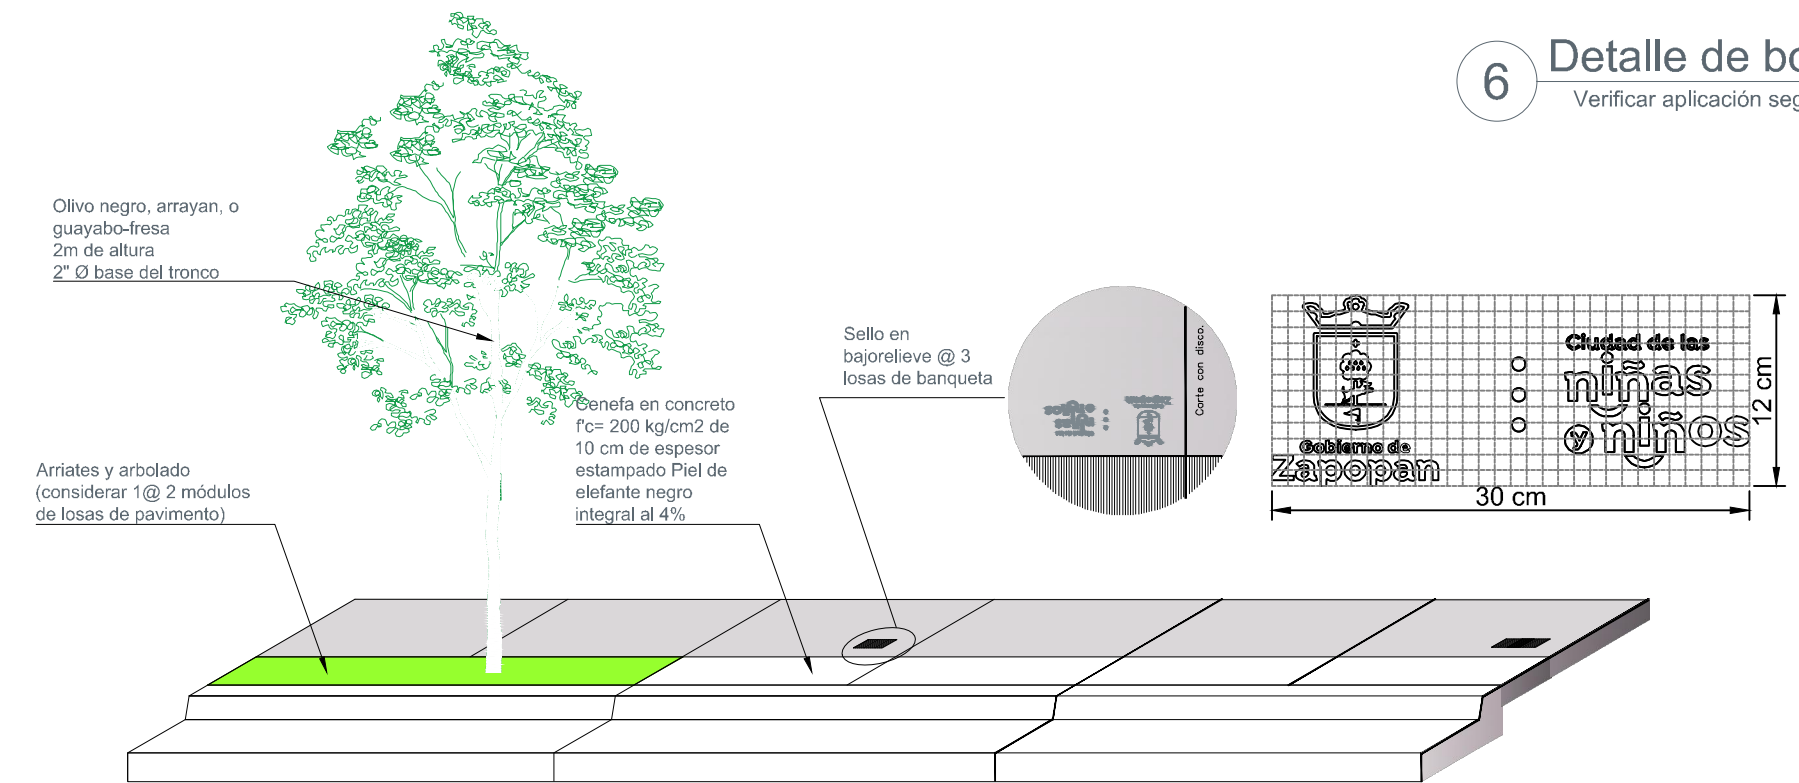 6
Detalle de bo
Verificar aplicación seg
Olivo negro, arrayan, o
guayabo-fresa
2m de altura
2" Ø base del tronco
Arriates y arbolado
(considerar 1@ 2 módulos
de losas de pavimento)
Cenefa en concreto
f'c= 200 kg/cm2 de
10 cm de espesor
estampado Piel de
elefante negro
integral al 4%
Sello en
bajorelieve @ 3
losas de banqueta
Corte con disco.
Gobierno de
Zapopan
Ciudad de las
niñas
y niños
12 cm
30 cm